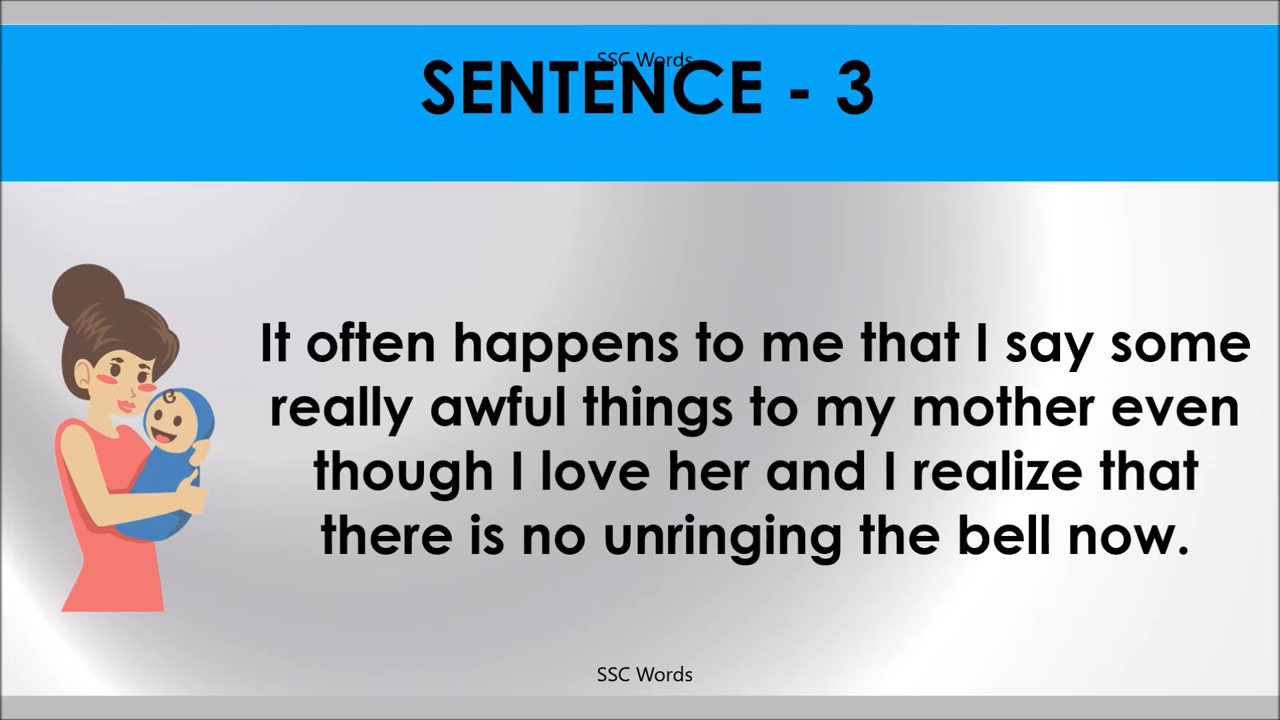 SSC Words
SENTENCE - 3
It often happens to me that I say some
really awful things to my mother even
though I love her and I realize that
there is no unringing the bell now.
SSC Words